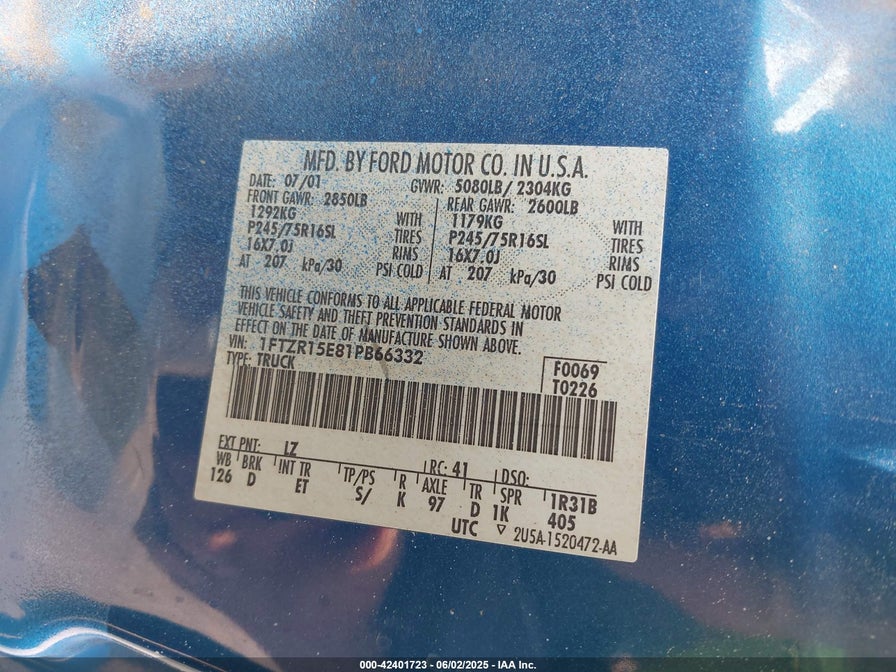 MFD. BY FORD MOTOR CO. IN U.S.A.
DATE: 07/01 GVWR: 5080LB/ 2304KG
FRONT GAWR: 2850LB REAR GAWR: 2600LB
1292KG WITH 1179KG WITH
P245/75R16SL TIRES P245/75R16SL TIRES
16X7.0J RIMS 16X7.0J RIMS
AT 207 kPa/30 PSI COLD AT 207 kPa/30 PSI COLD
THIS VEHICLE CONFORMS TO ALL APPLICABLE FEDERAL MOTOR
VEHICLE SAFETY AND THEFT PREVENTION STANDARDS IN
EFFECT ON THE DATE OF MANUFACTURE SHOWN ABOVE.
VIN: 1FTZR15E81PB66332
TYPE: TRUCK
F0069
T0226
EXT PNT: LZ RC: 41 DSO:
WB BRK INT TR TP/PS R AXLE TR SPR 1R31B
126 D ET S/ K 97 D 1K 405
UTC ▽ 2U5A-1520472-AA
000-42401723 - 06/02/2025 - IAA Inc.